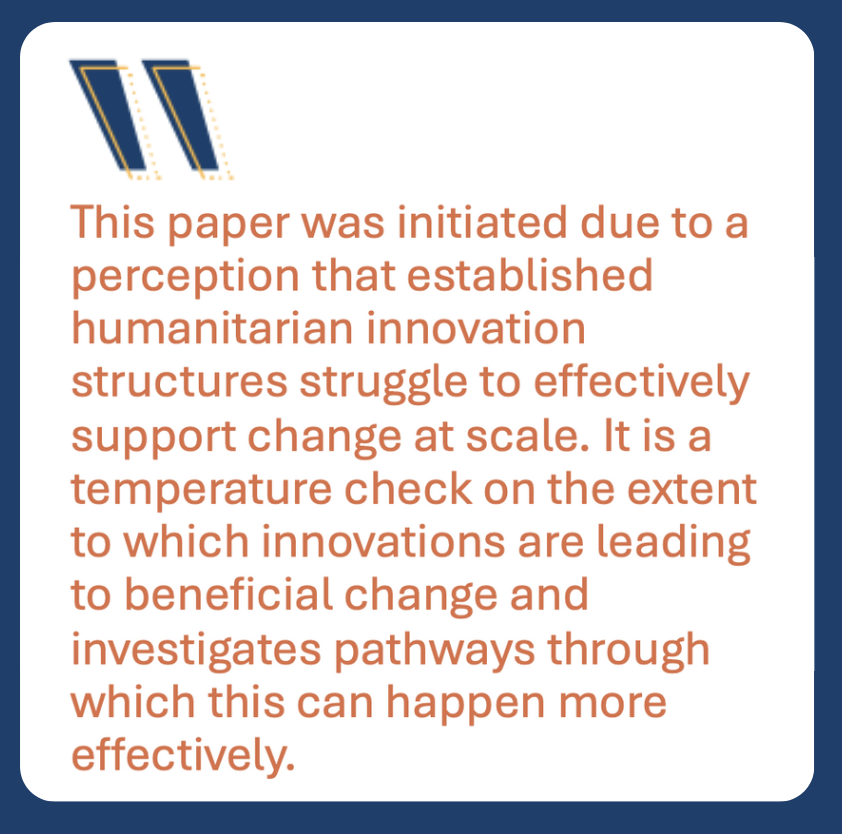 This paper was initiated due to a
perception that established
humanitarian innovation
structures struggle to effectively
support change at scale. It is a
temperature check on the extent
to which innovations are leading
to beneficial change and
investigates pathways through
which this can happen more
effectively.